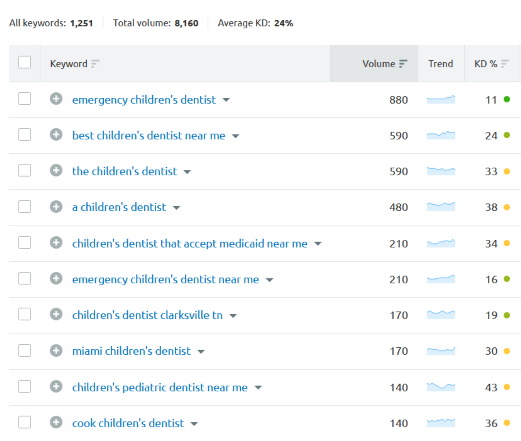 All keywords: 1,251 Total volume: 8,160 Average KD: 24%
Keyword Volume Trend KD %
emergency children's dentist 880 11
best children's dentist near me 590 24
the children's dentist 590 33
a children's dentist 480 38
children's dentist that accept medicaid near me 210 34
emergency children's dentist near me 210 16
children's dentist clarksville tn 170 19
miami children's dentist 170 30
children's pediatric dentist near me 140 43
cook children's dentist 140 36